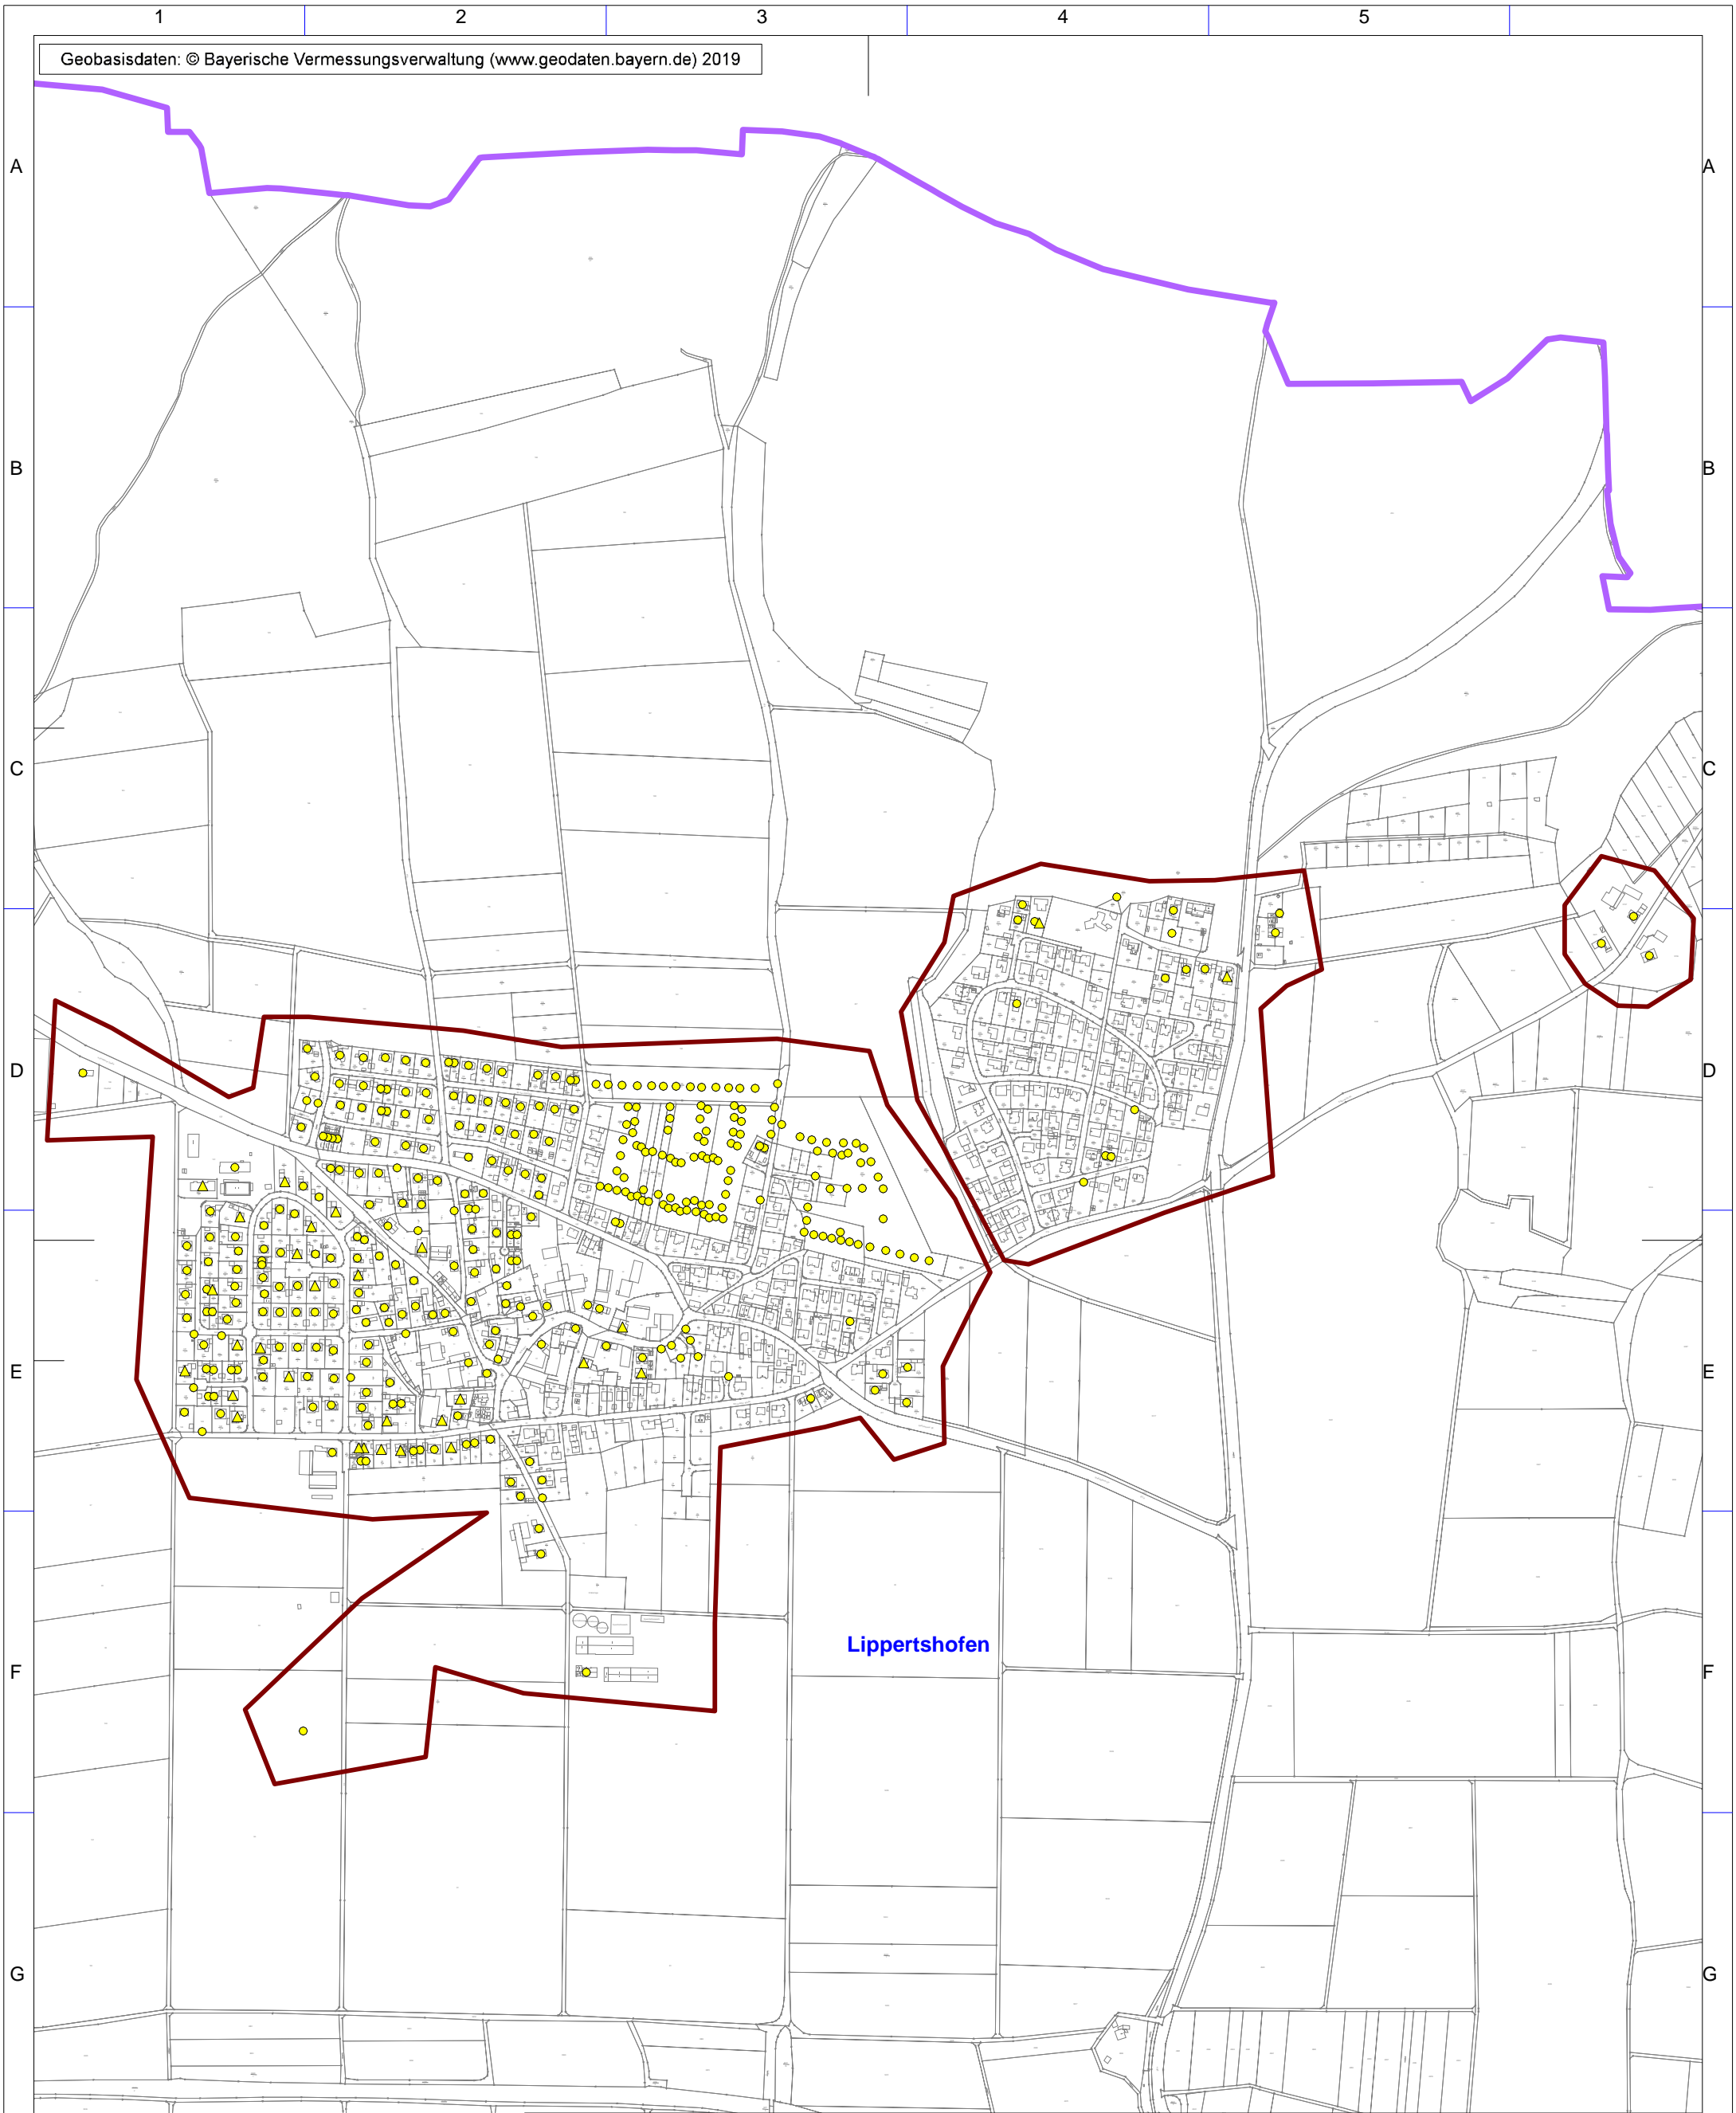 1 2 3 4 5
Geobasisdaten: © Bayerische Vermessungsverwaltung (www.geodaten.bayern.de) 2019
A A
B B
C C
D D
E E
Lippertshofen
F F
G G